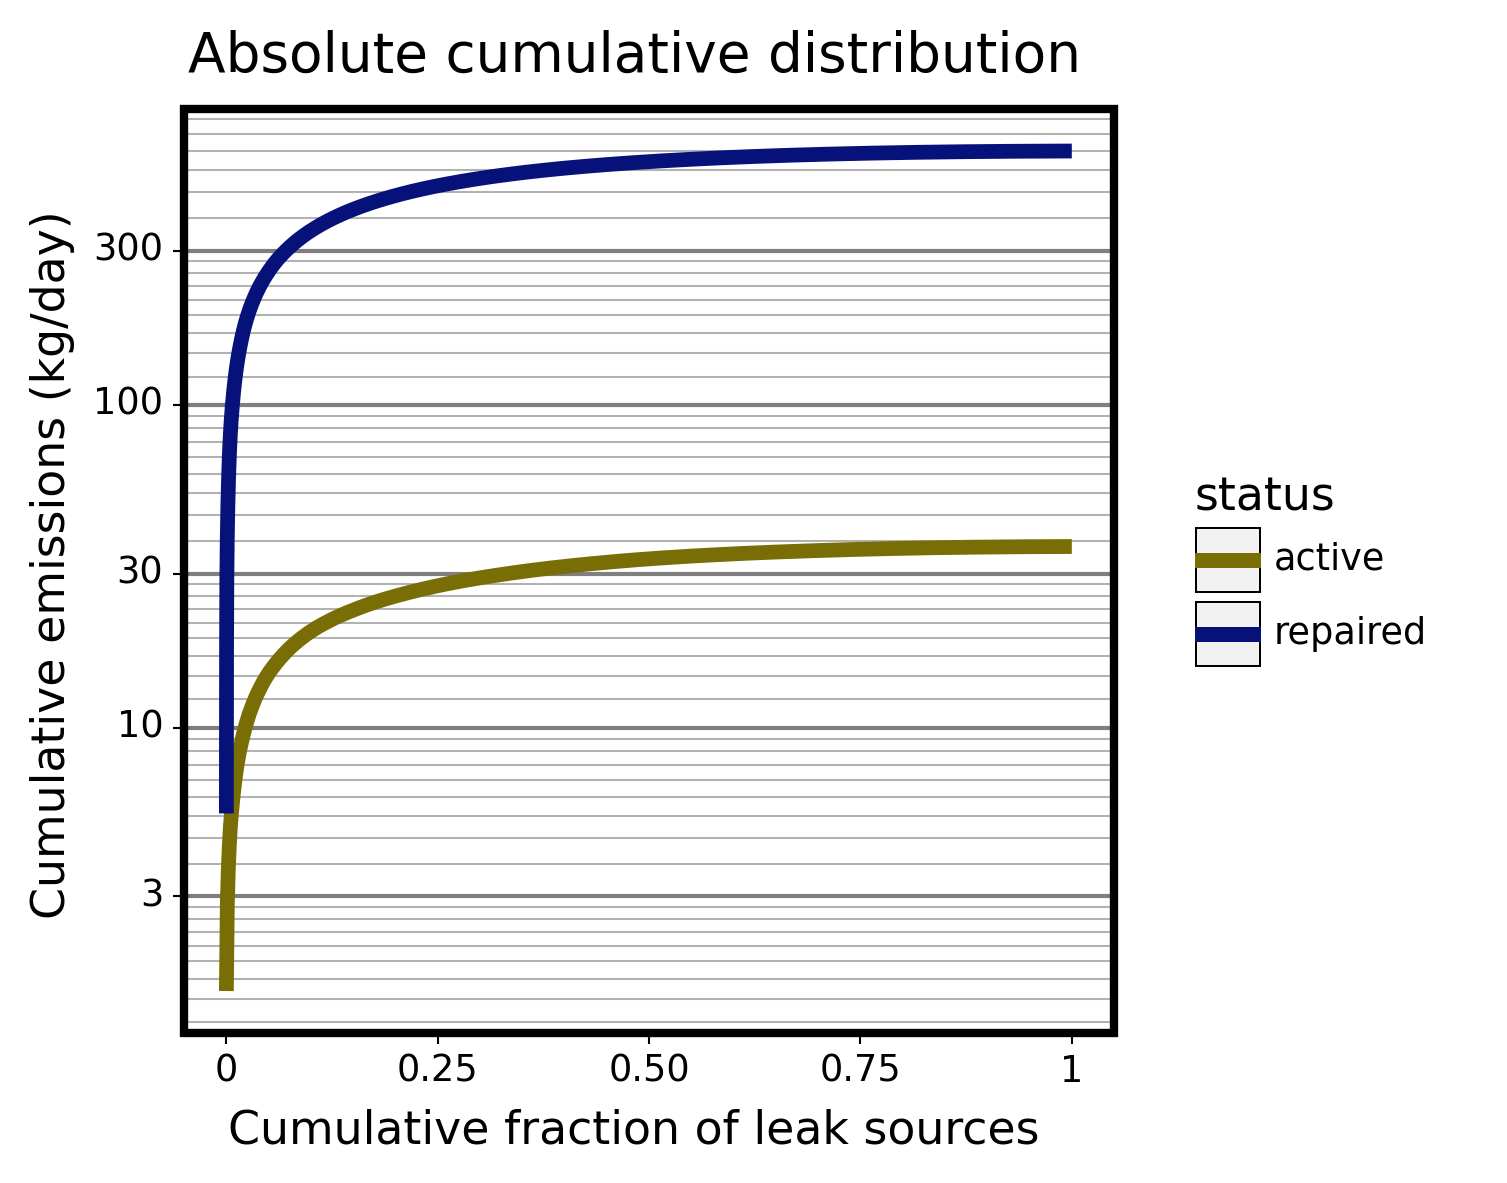 Absolute cumulative distribution
Cumulative emissions (kg/day)
300
100
30
10
3
0 0.25 0.50 0.75 1
Cumulative fraction of leak sources
status
active
repaired